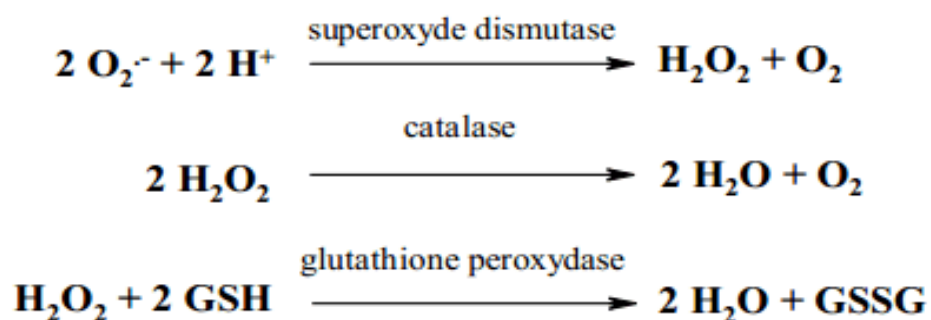 superoxyde dismutase
2 O₂·⁻ + 2 H⁺ → H₂O₂ + O₂
catalase
2 H₂O₂ → 2 H₂O + O₂
glutathione peroxydase
H₂O₂ + 2 GSH → 2 H₂O + GSSG